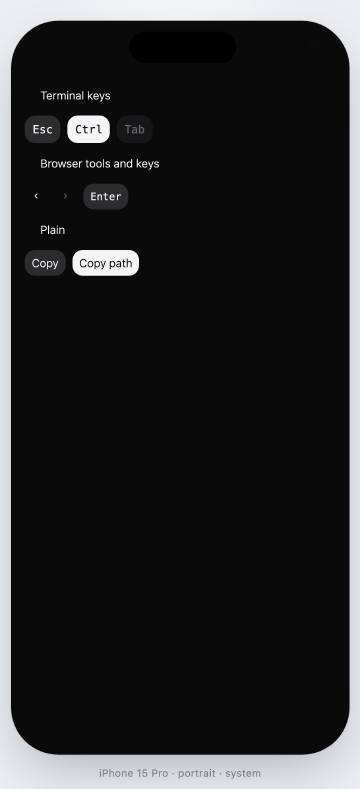 Terminal keys
Esc Ctrl Tab
Browser tools and keys
‹ › Enter
Plain
Copy Copy path
iPhone 15 Pro · portrait · system